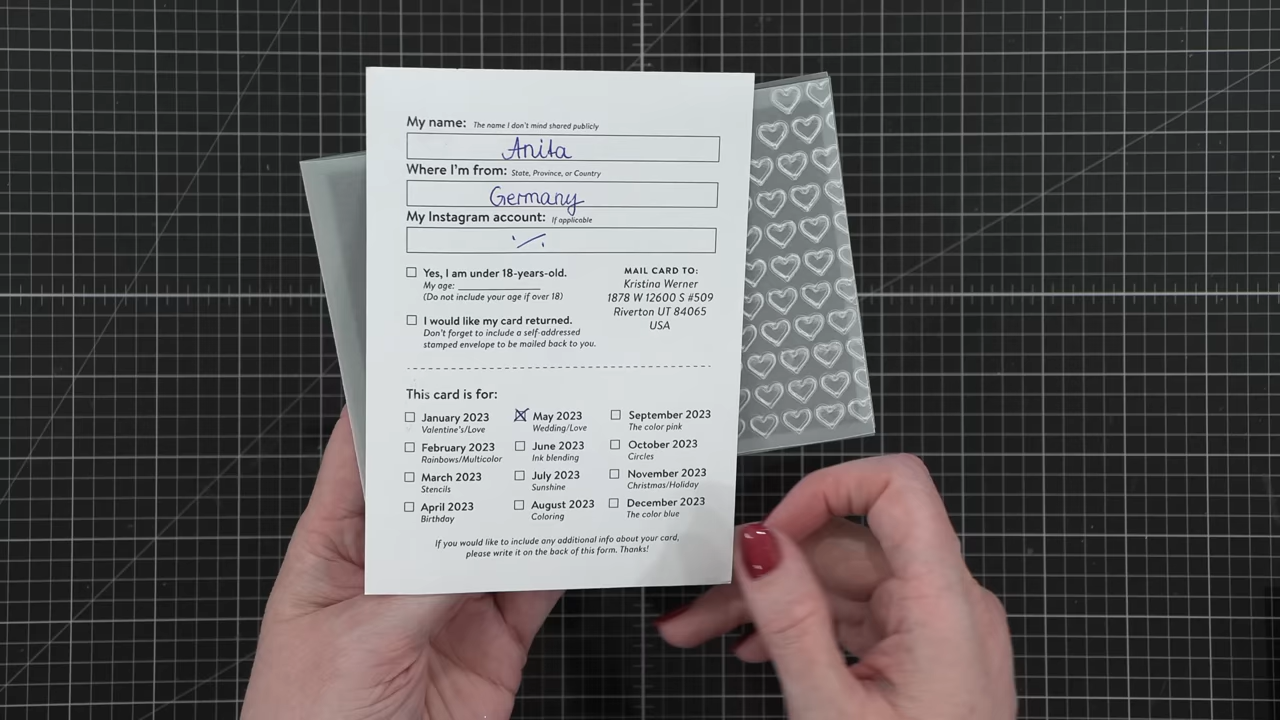 My name: The name I don't mind shared publicly
Anita
Where I'm from: State, Province, or Country
Germany
My Instagram account: If applicable
·/·
Yes, I am under 18-years-old.
My age: ____________
(Do not include your age if over 18)
I would like my card returned.
Don't forget to include a self-addressed
stamped envelope to be mailed back to you.
MAIL CARD TO:
Kristina Werner
1878 W 12600 S #509
Riverton UT 84065
USA
This card is for:
January 2023
Valentine's/Love
February 2023
Rainbows/Multicolor
March 2023
Stencils
April 2023
Birthday
May 2023
Wedding/Love
June 2023
Ink blending
July 2023
Sunshine
August 2023
Coloring
September 2023
The color pink
October 2023
Circles
November 2023
Christmas/Holiday
December 2023
The color blue
If you would like to include any additional info about your card,
please write it on the back of this form. Thanks!